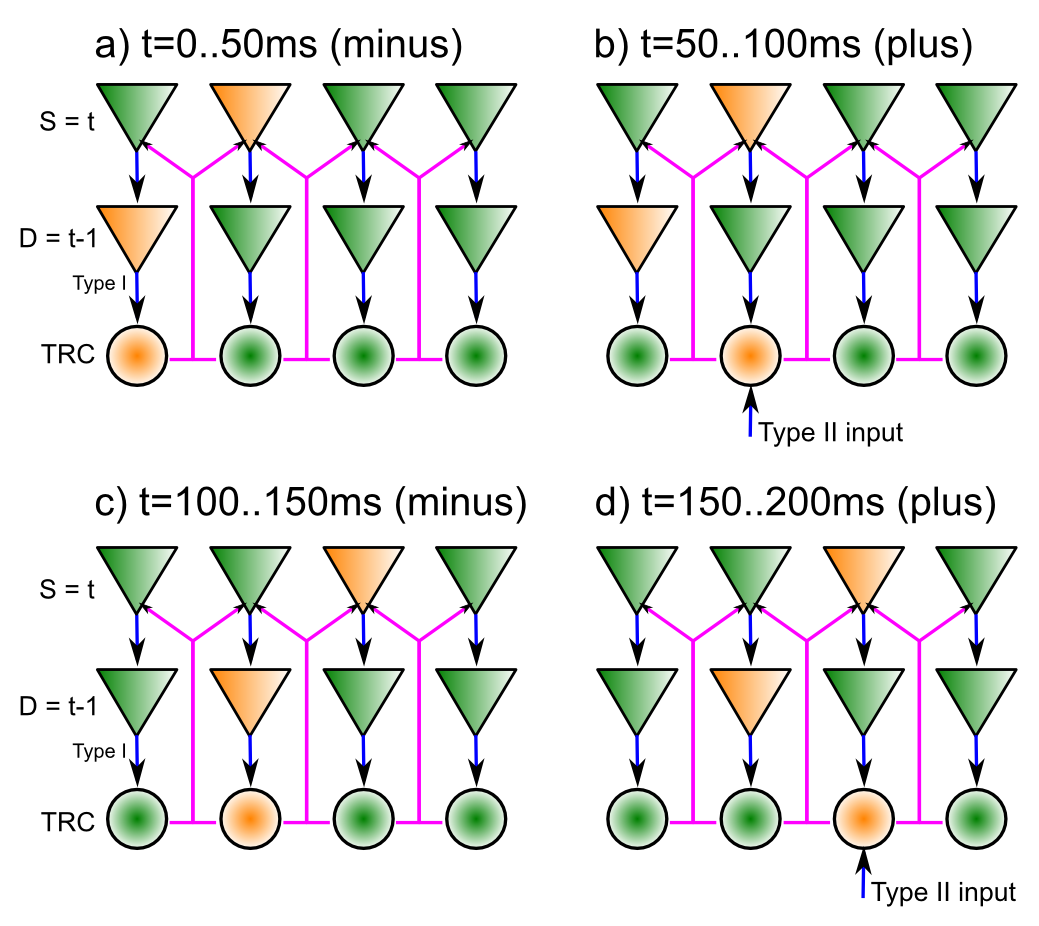 a) t=0..50ms (minus)
b) t=50..100ms (plus)
S = t
D = t-1
Type I
TRC
Type II input
c) t=100..150ms (minus)
d) t=150..200ms (plus)
S = t
D = t-1
Type I
TRC
Type II input